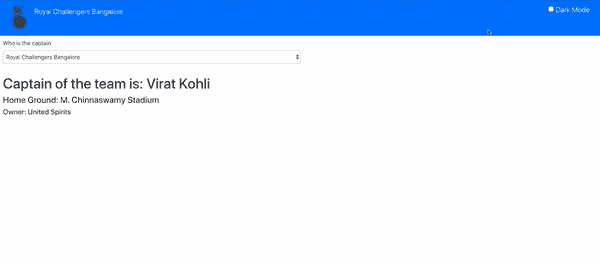 Royal Challengers Bangalore
Dark Mode
Who is the captain
Royal Challengers Bangalore
Captain of the team is: Virat Kohli
Home Ground: M. Chinnaswamy Stadium
Owner: United Spirits